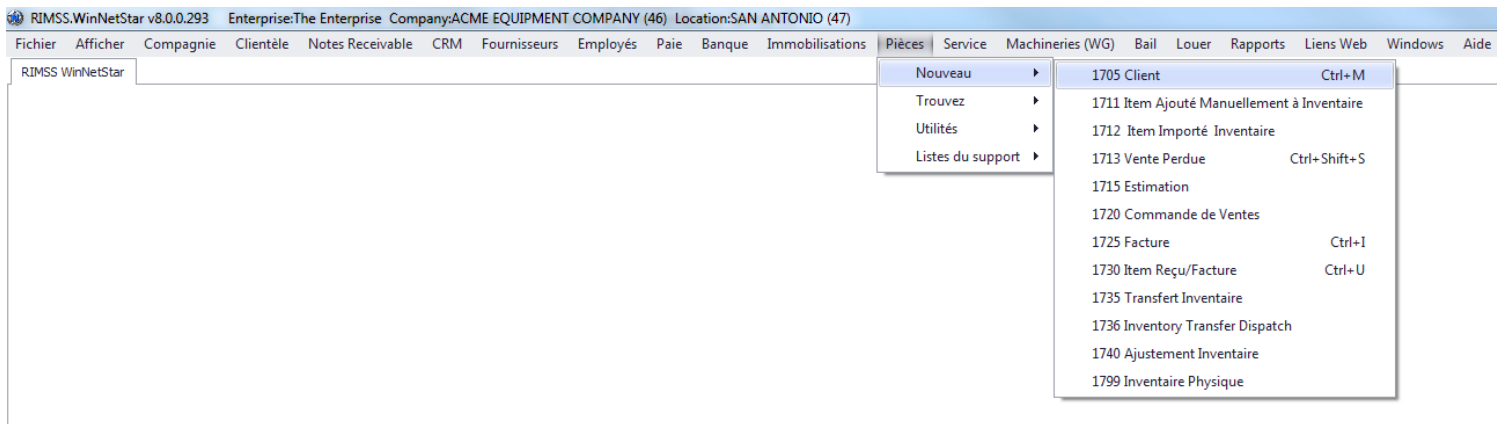 RIMSS.WinNetStar v8.0.0.293 Enterprise:The Enterprise Company:ACME EQUIPMENT COMPANY (46) Location:SAN ANTONIO (47)
Fichier Afficher Compagnie Clientèle Notes Receivable CRM Fournisseurs Employés Paie Banque Immobilisations Pièces Service Machineries (WG) Bail Louer Rapports Liens Web Windows Aide
RIMSS WinNetStar
Nouveau
Trouvez
Utilités
Listes du support
1705 Client Ctrl+M
1711 Item Ajouté Manuellement à Inventaire
1712 Item Importé Inventaire
1713 Vente Perdue Ctrl+Shift+S
1715 Estimation
1720 Commande de Ventes
1725 Facture Ctrl+I
1730 Item Reçu/Facture Ctrl+U
1735 Transfert Inventaire
1736 Inventory Transfer Dispatch
1740 Ajustement Inventaire
1799 Inventaire Physique